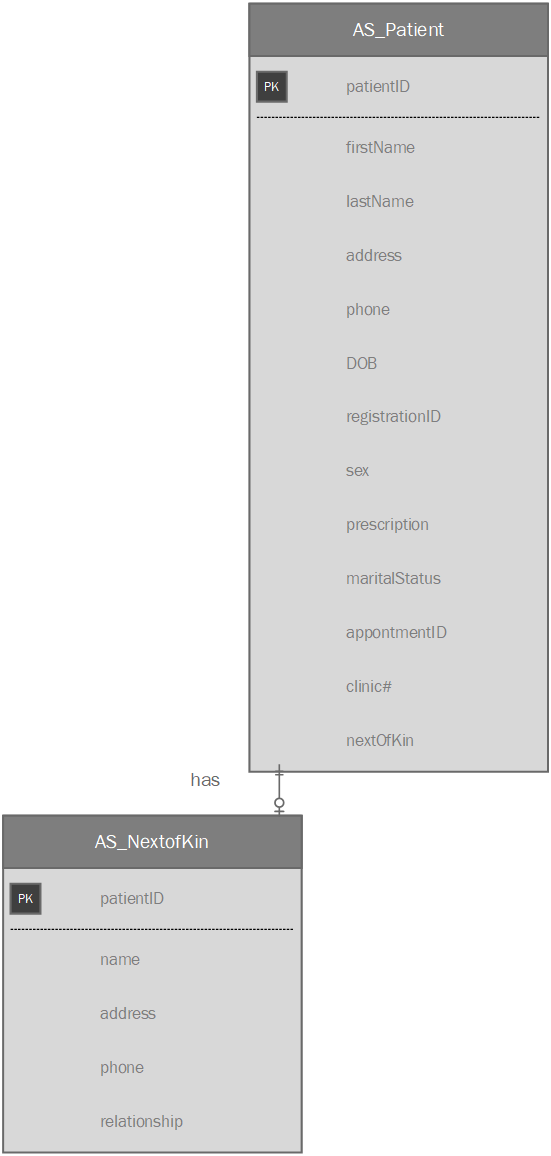 AS_Patient
PK patientID
firstName
lastName
address
phone
DOB
registrationID
sex
prescription
maritalStatus
appontmentID
clinic#
nextOfKin
has
AS_NextofKin
PK patientID
name
address
phone
relationship